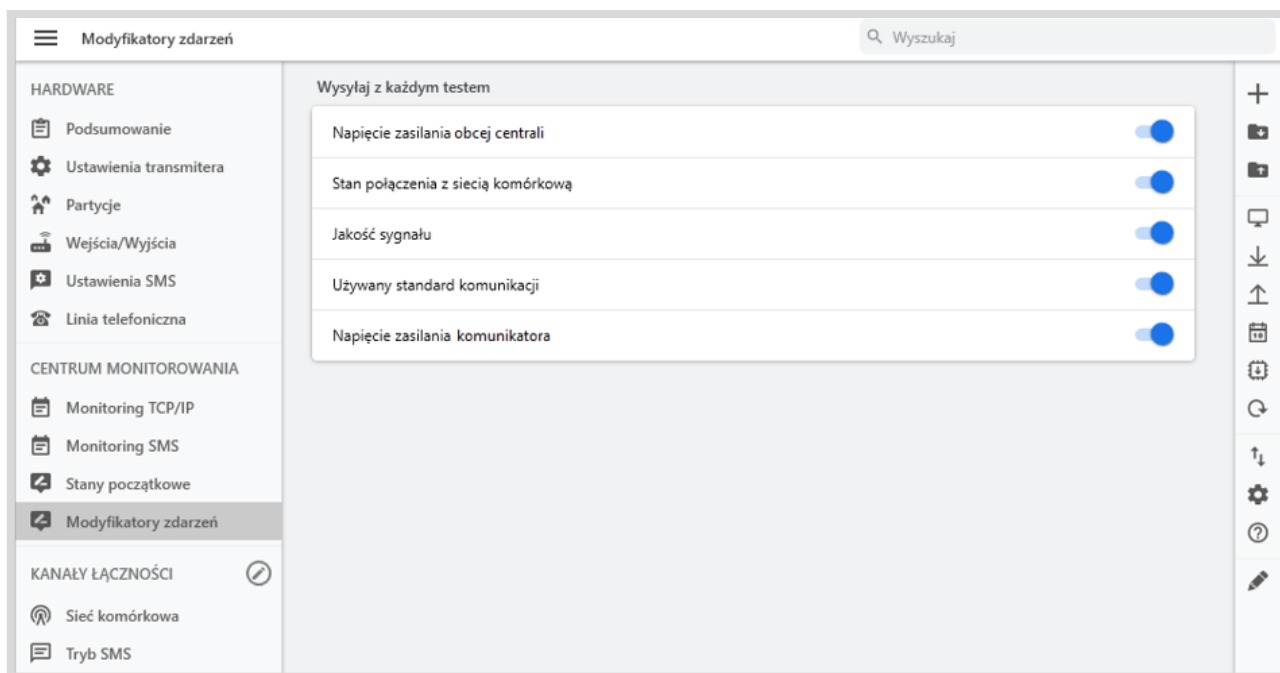 Modyfikatory zdarzeń
Wyszukaj
HARDWARE
Podsumowanie
Ustawienia transmitera
Partycje
Wejścia/Wyjścia
Ustawienia SMS
Linia telefoniczna
CENTRUM MONITOROWANIA
Monitoring TCP/IP
Monitoring SMS
Stany początkowe
Modyfikatory zdarzeń
KANAŁY ŁĄCZNOŚCI
Sieć komórkowa
Tryb SMS
Wysyłaj z każdym testem
Napięcie zasilania obcej centrali
Stan połączenia z siecią komórkową
Jakość sygnału
Używany standard komunikacji
Napięcie zasilania komunikatora